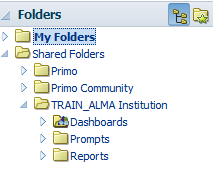 Folders
My Folders
Shared Folders
Primo
Primo Community
TRAIN_ALMA Institution
Dashboards
Prompts
Reports